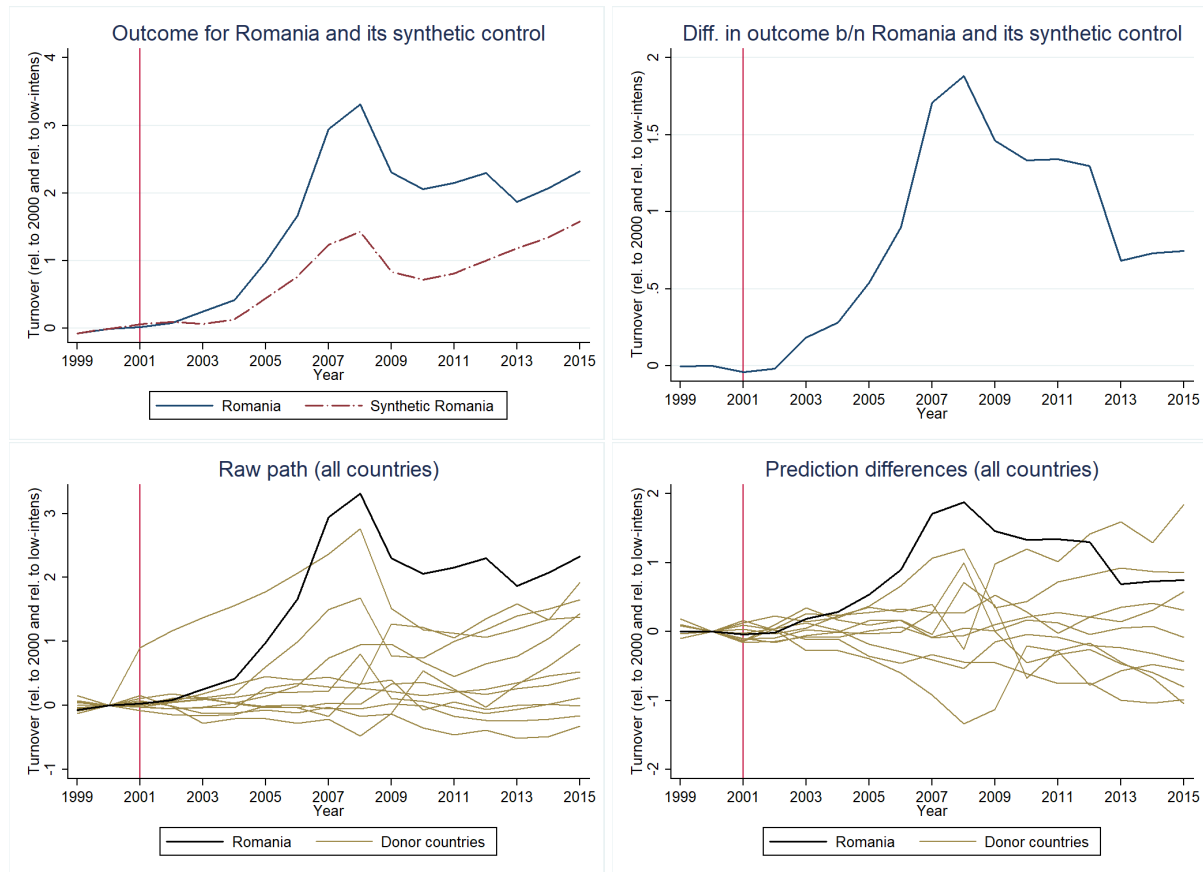 Outcome for Romania and its synthetic control
Turnover (rel. to 2000 and rel. to low-intens)
4
3
2
1
0
1999 2001 2003 2005 2007 2009 2011 2013 2015
Year
Romania Synthetic Romania
Diff. in outcome b/n Romania and its synthetic control
Turnover (rel. to 2000 and rel. to low-intens)
2
1.5
1
.5
0
1999 2001 2003 2005 2007 2009 2011 2013 2015
Year
Raw path (all countries)
Turnover (rel. to 2000 and rel. to low-intens)
3
2
1
0
-1
1999 2001 2003 2005 2007 2009 2011 2013 2015
Year
Romania Donor countries
Prediction differences (all countries)
Turnover (rel. to 2000 and rel. to low-intens)
2
1
0
-1
-2
1999 2001 2003 2005 2007 2009 2011 2013 2015
Year
Romania Donor countries